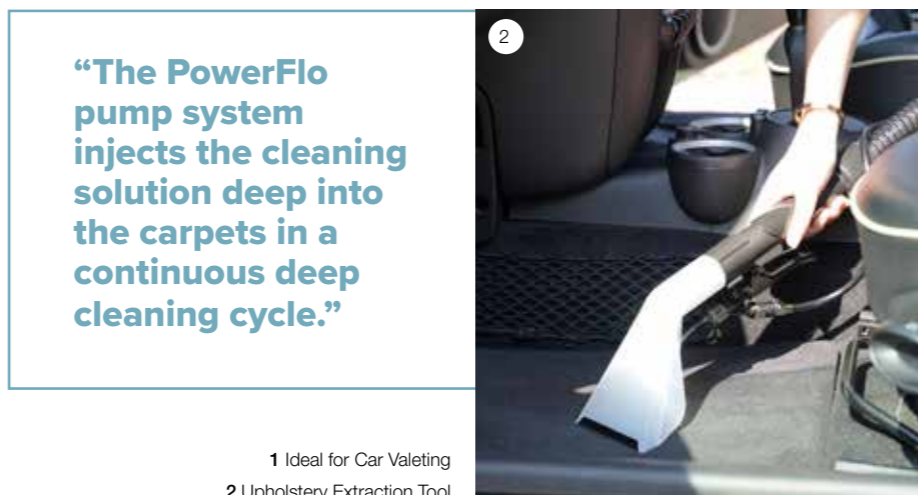 “The PowerFlo
pump system
injects the cleaning
solution deep into
the carpets in a
continuous deep
cleaning cycle.”
2
1 Ideal for Car Valeting
2 Upholstery Extraction Tool